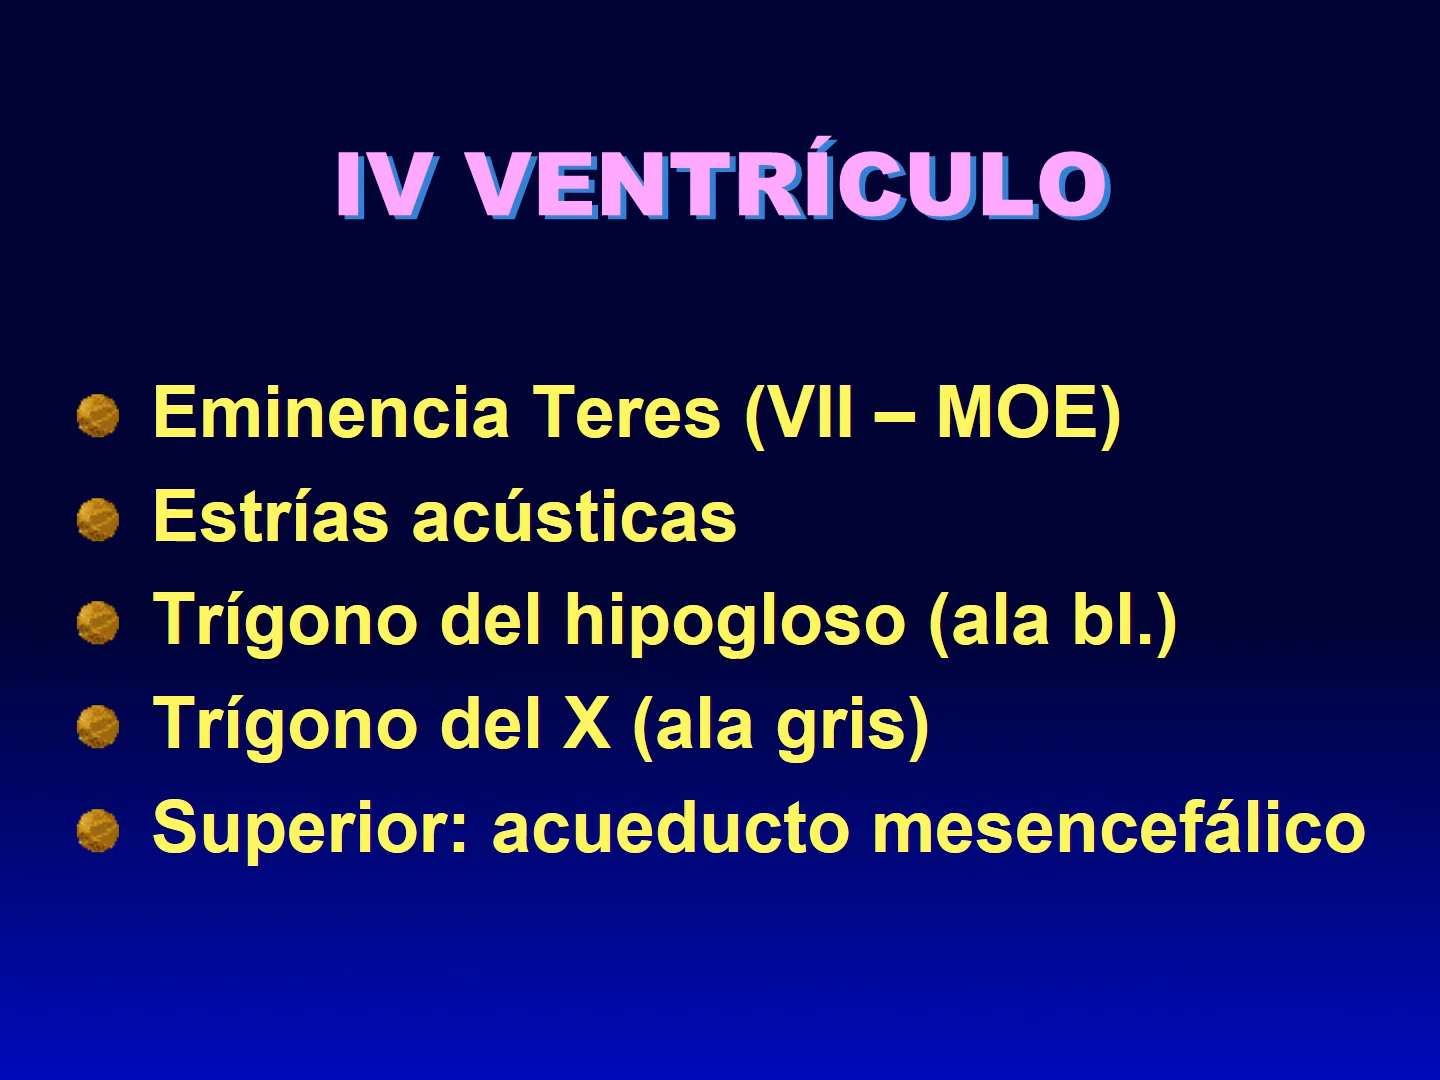 IV VENTRÍCULO
Eminencia Teres (VII – MOE)
Estrías acústicas
Trígono del hipogloso (ala bl.)
Trígono del X (ala gris)
Superior: acueducto mesencefálico